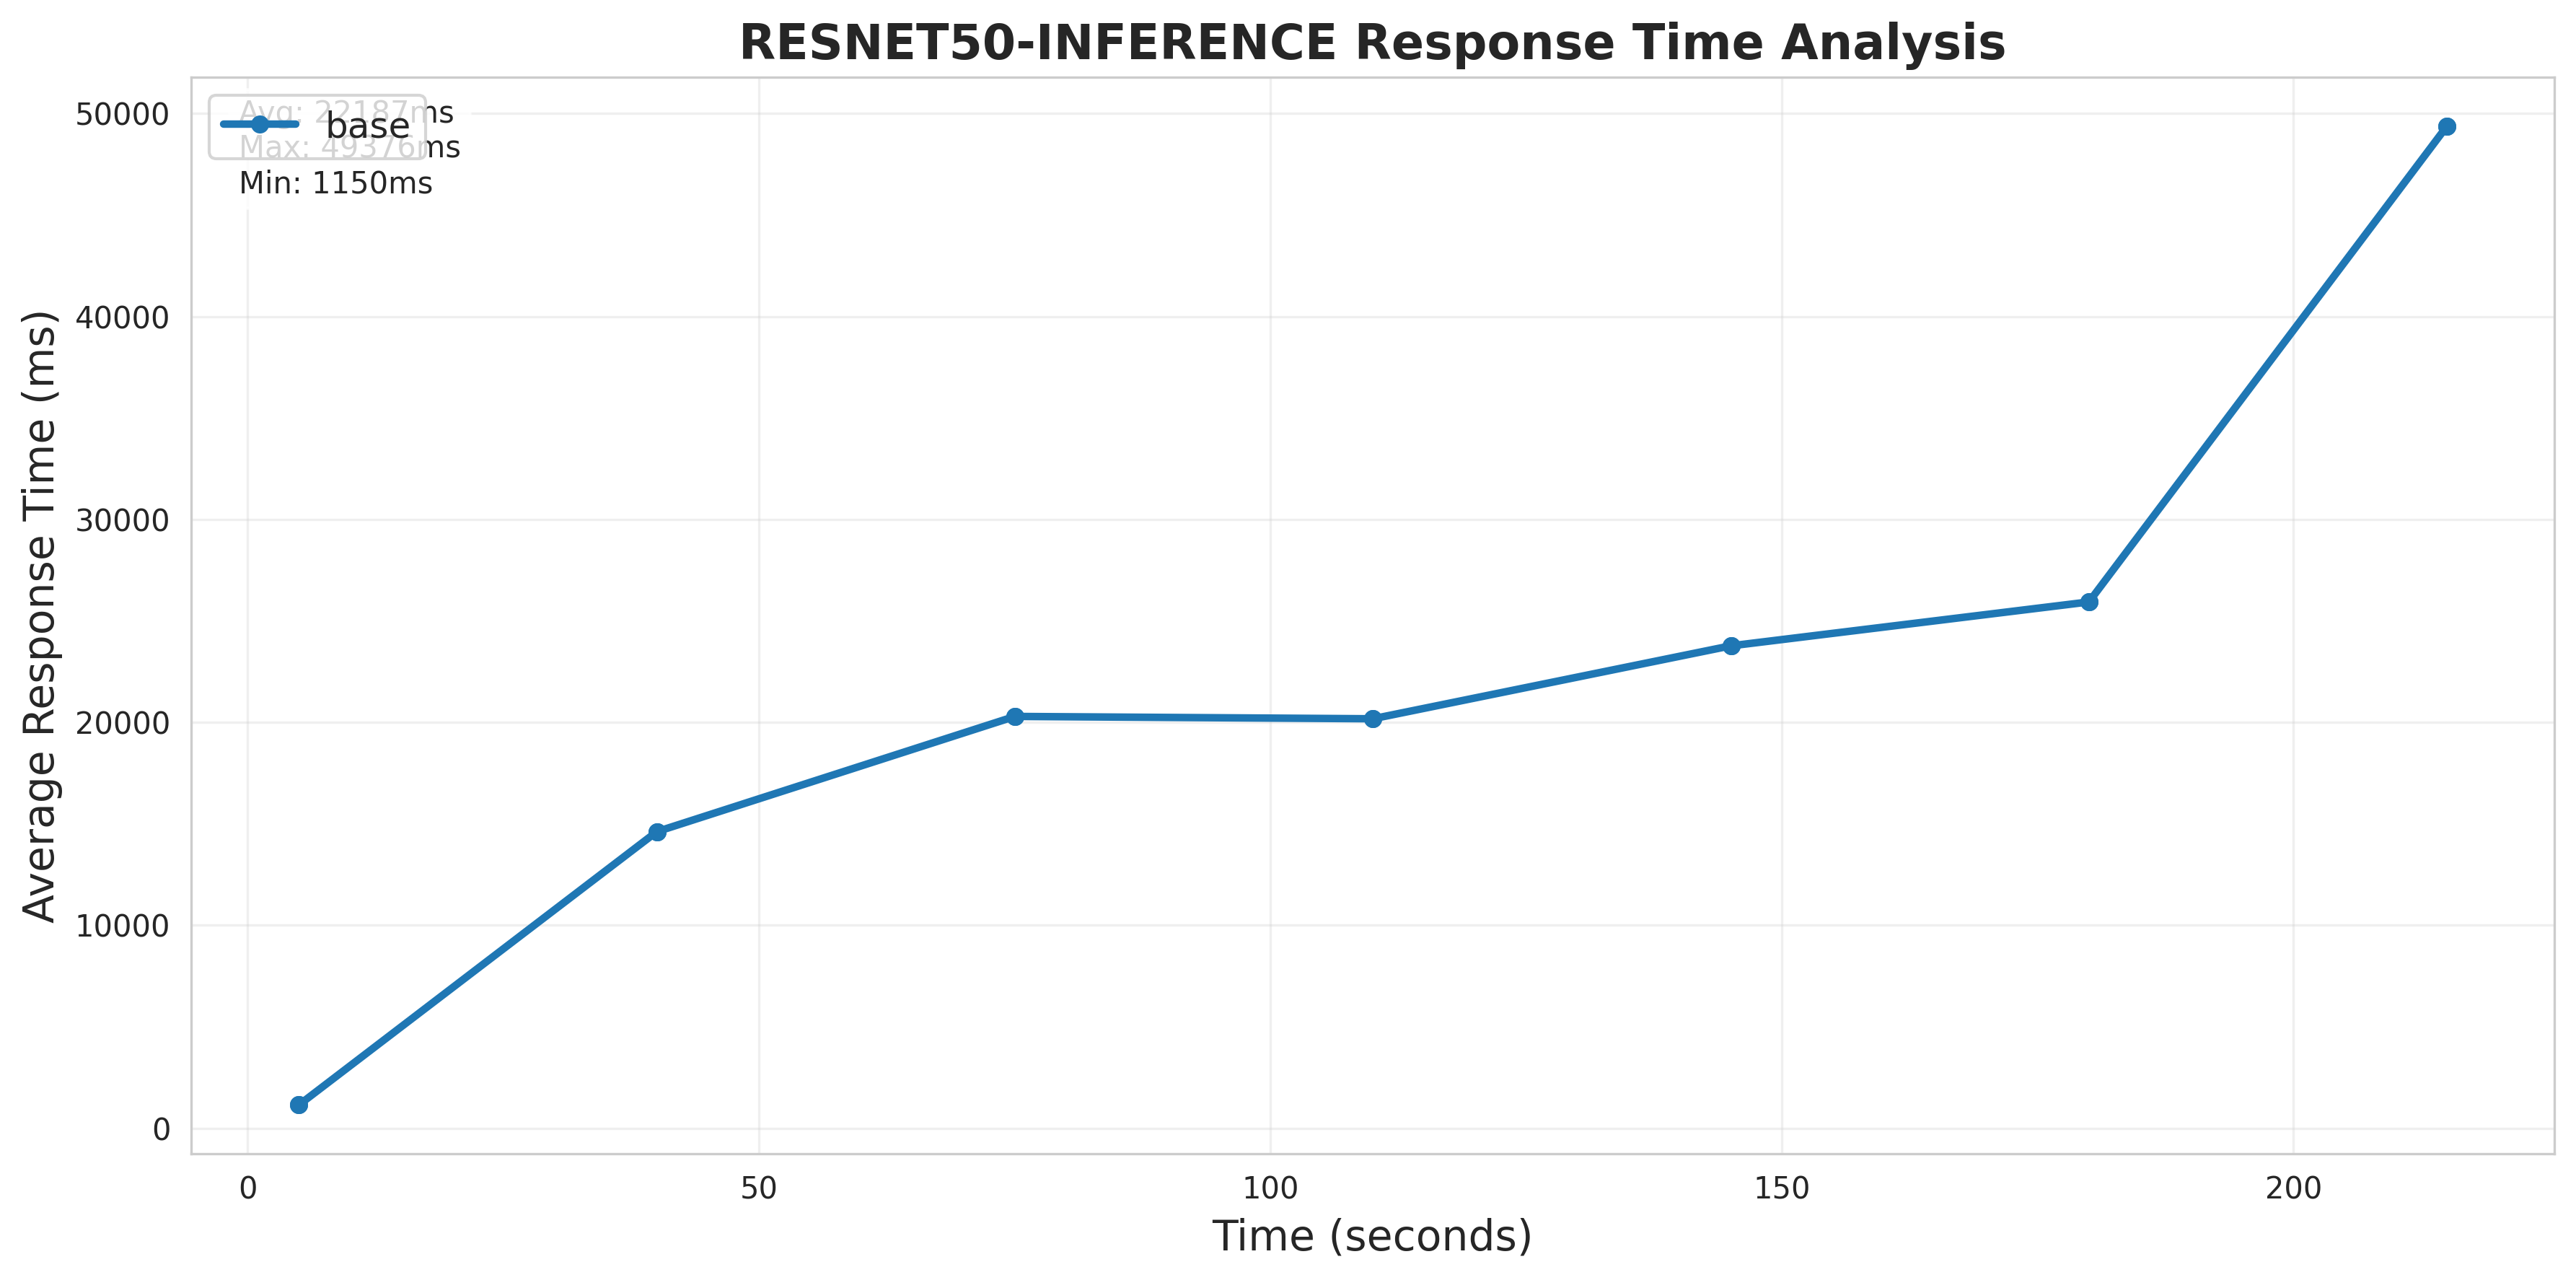 RESNET50-INFERENCE Response Time Analysis
Avg: 22187ms
base
Max: 49376ms
Min: 1150ms
Average Response Time (ms)
50000
40000
30000
20000
10000
0
0 50 100 150 200
Time (seconds)